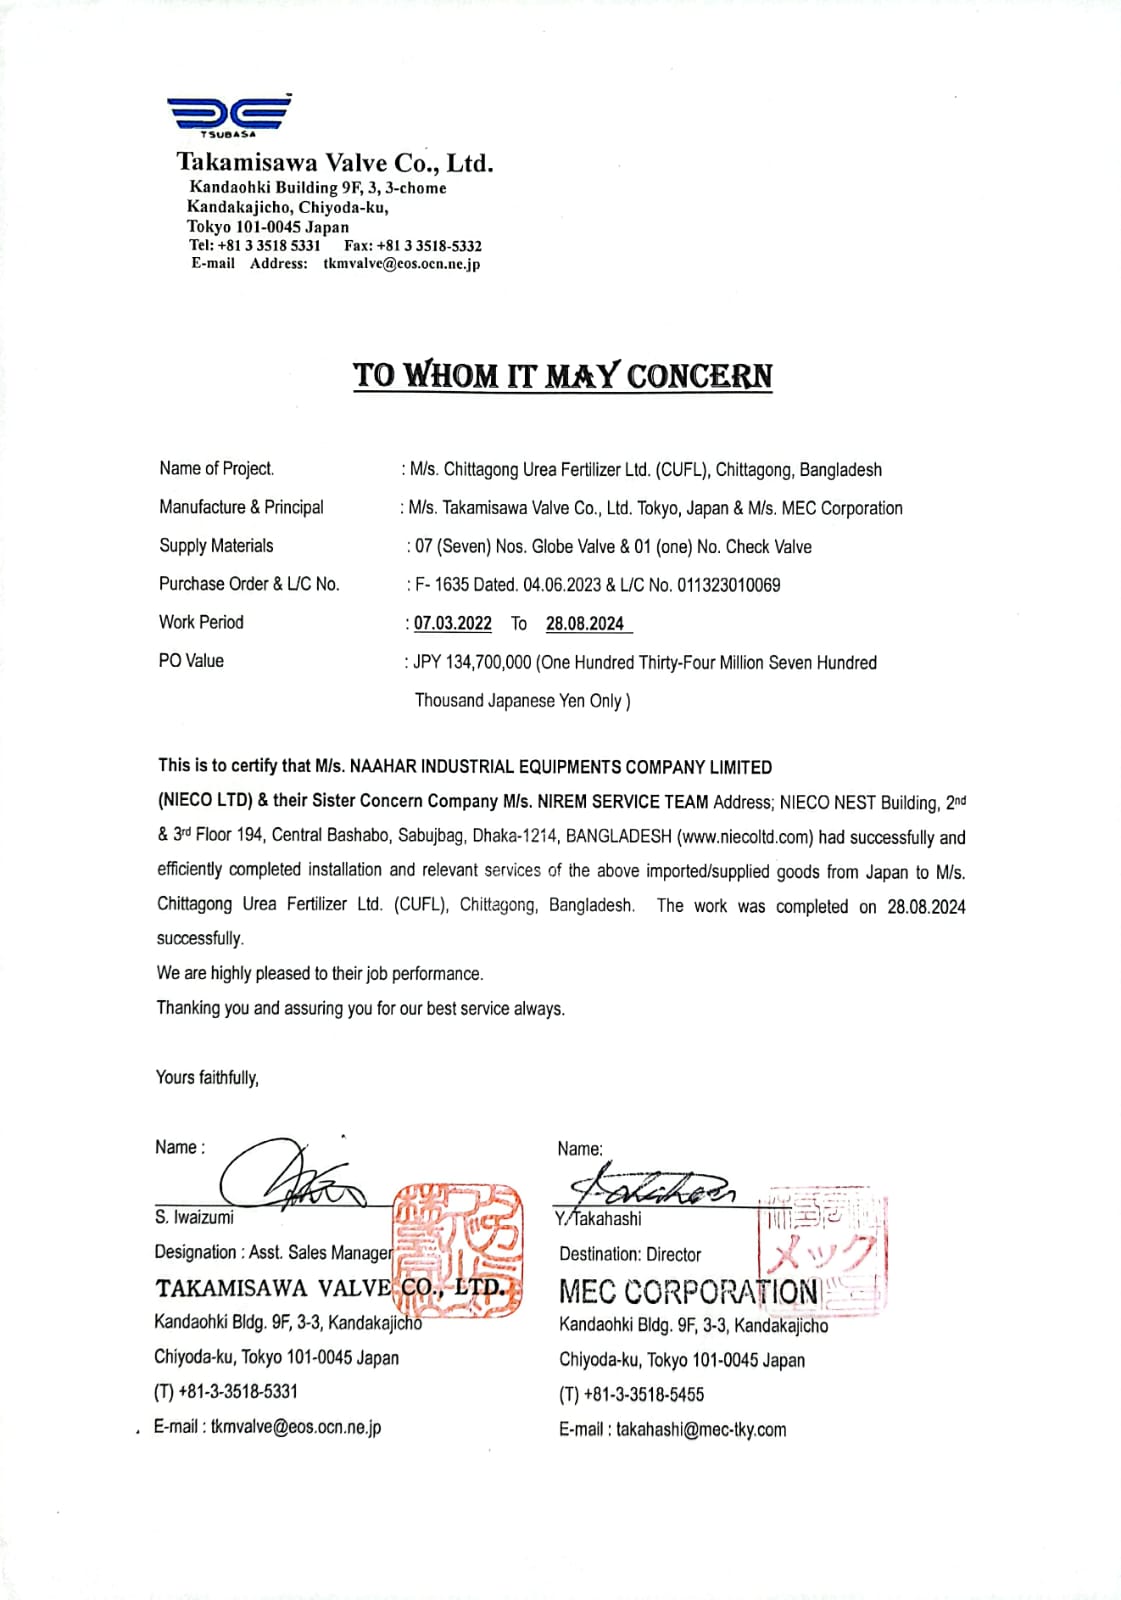 TSUBASA
Takamisawa Valve Co., Ltd.
Kandaohki Building 9F, 3, 3-chome
Kandakajicho, Chiyoda-ku,
Tokyo 101-0045 Japan
Tel: +81 3 3518 5331 Fax: +81 3 3518-5332
E-mail Address: tkmvalve@eos.ocn.ne.jp
TO WHOM IT MAY CONCERN
Name of Project. : M/s. Chittagong Urea Fertilizer Ltd. (CUFL), Chittagong, Bangladesh
Manufacture & Principal : M/s. Takamisawa Valve Co., Ltd. Tokyo, Japan & M/s. MEC Corporation
Supply Materials : 07 (Seven) Nos. Globe Valve & 01 (one) No. Check Valve
Purchase Order & L/C No. : F- 1635 Dated. 04.06.2023 & L/C No. 011323010069
Work Period : 07.03.2022 To 28.08.2024
PO Value : JPY 134,700,000 (One Hundred Thirty-Four Million Seven Hundred
Thousand Japanese Yen Only )
This is to certify that M/s. NAAHAR INDUSTRIAL EQUIPMENTS COMPANY LIMITED
(NIECO LTD) & their Sister Concern Company M/s. NIREM SERVICE TEAM Address; NIECO NEST Building, 2nd
& 3rd Floor 194, Central Bashabo, Sabujbag, Dhaka-1214, BANGLADESH (www.niecoltd.com) had successfully and
efficiently completed installation and relevant services of the above imported/supplied goods from Japan to M/s.
Chittagong Urea Fertilizer Ltd. (CUFL), Chittagong, Bangladesh. The work was completed on 28.08.2024
successfully.
We are highly pleased to their job performance.
Thanking you and assuring you for our best service always.
Yours faithfully,
Name :
S. Iwaizumi
Designation : Asst. Sales Manager
TAKAMISAWA VALVE CO., LTD.
Kandaohki Bldg. 9F, 3-3, Kandakajicho
Chiyoda-ku, Tokyo 101-0045 Japan
(T) +81-3-3518-5331
E-mail : tkmvalve@eos.ocn.ne.jp
Name:
Y. Takahashi
Destination: Director
メック
MEC CORPORATION
Kandaohki Bldg. 9F, 3-3, Kandakajicho
Chiyoda-ku, Tokyo 101-0045 Japan
(T) +81-3-3518-5455
E-mail : takahashi@mec-tky.com